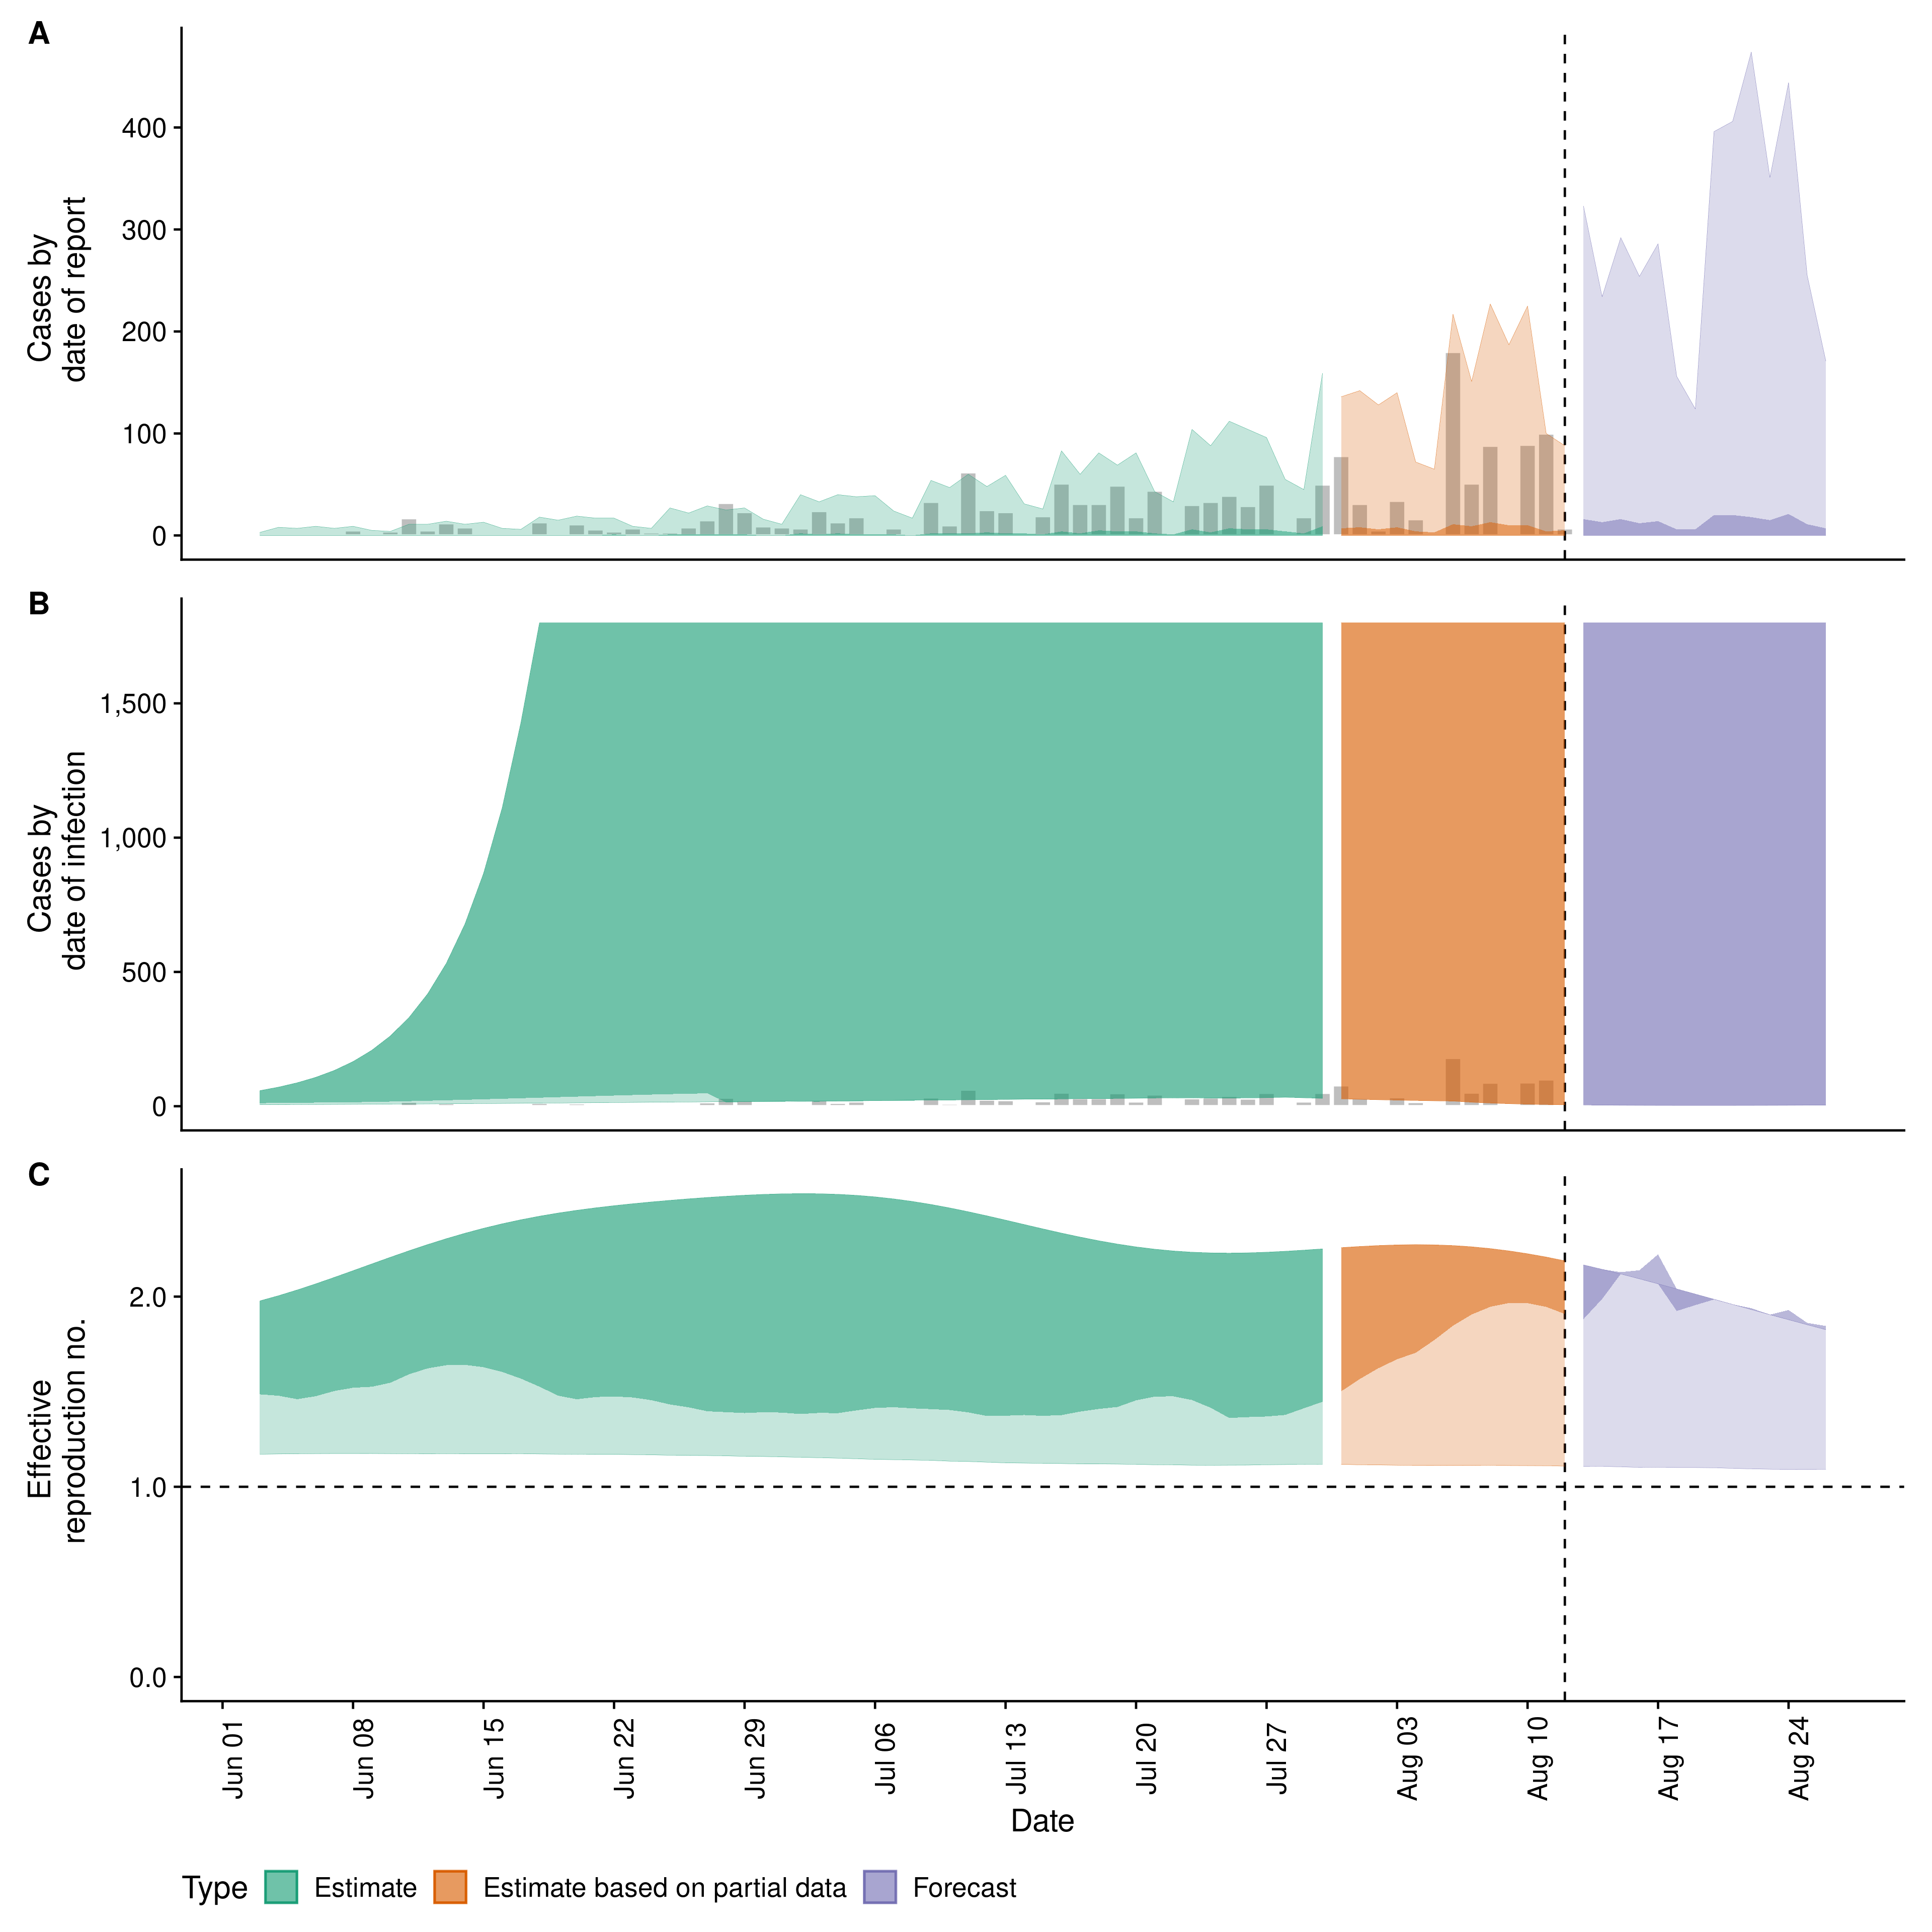 A
Cases by
date of report
400
300
200
100
0
B
Cases by
date of infection
1,500
1,000
500
0
C
Effective
reproduction no.
2.0
1.0
0.0
Jun 01
Jun 08
Jun 15
Jun 22
Jun 29
Jul 06
Jul 13
Jul 20
Jul 27
Aug 03
Aug 10
Aug 17
Aug 24
Date
Type Estimate Estimate based on partial data Forecast